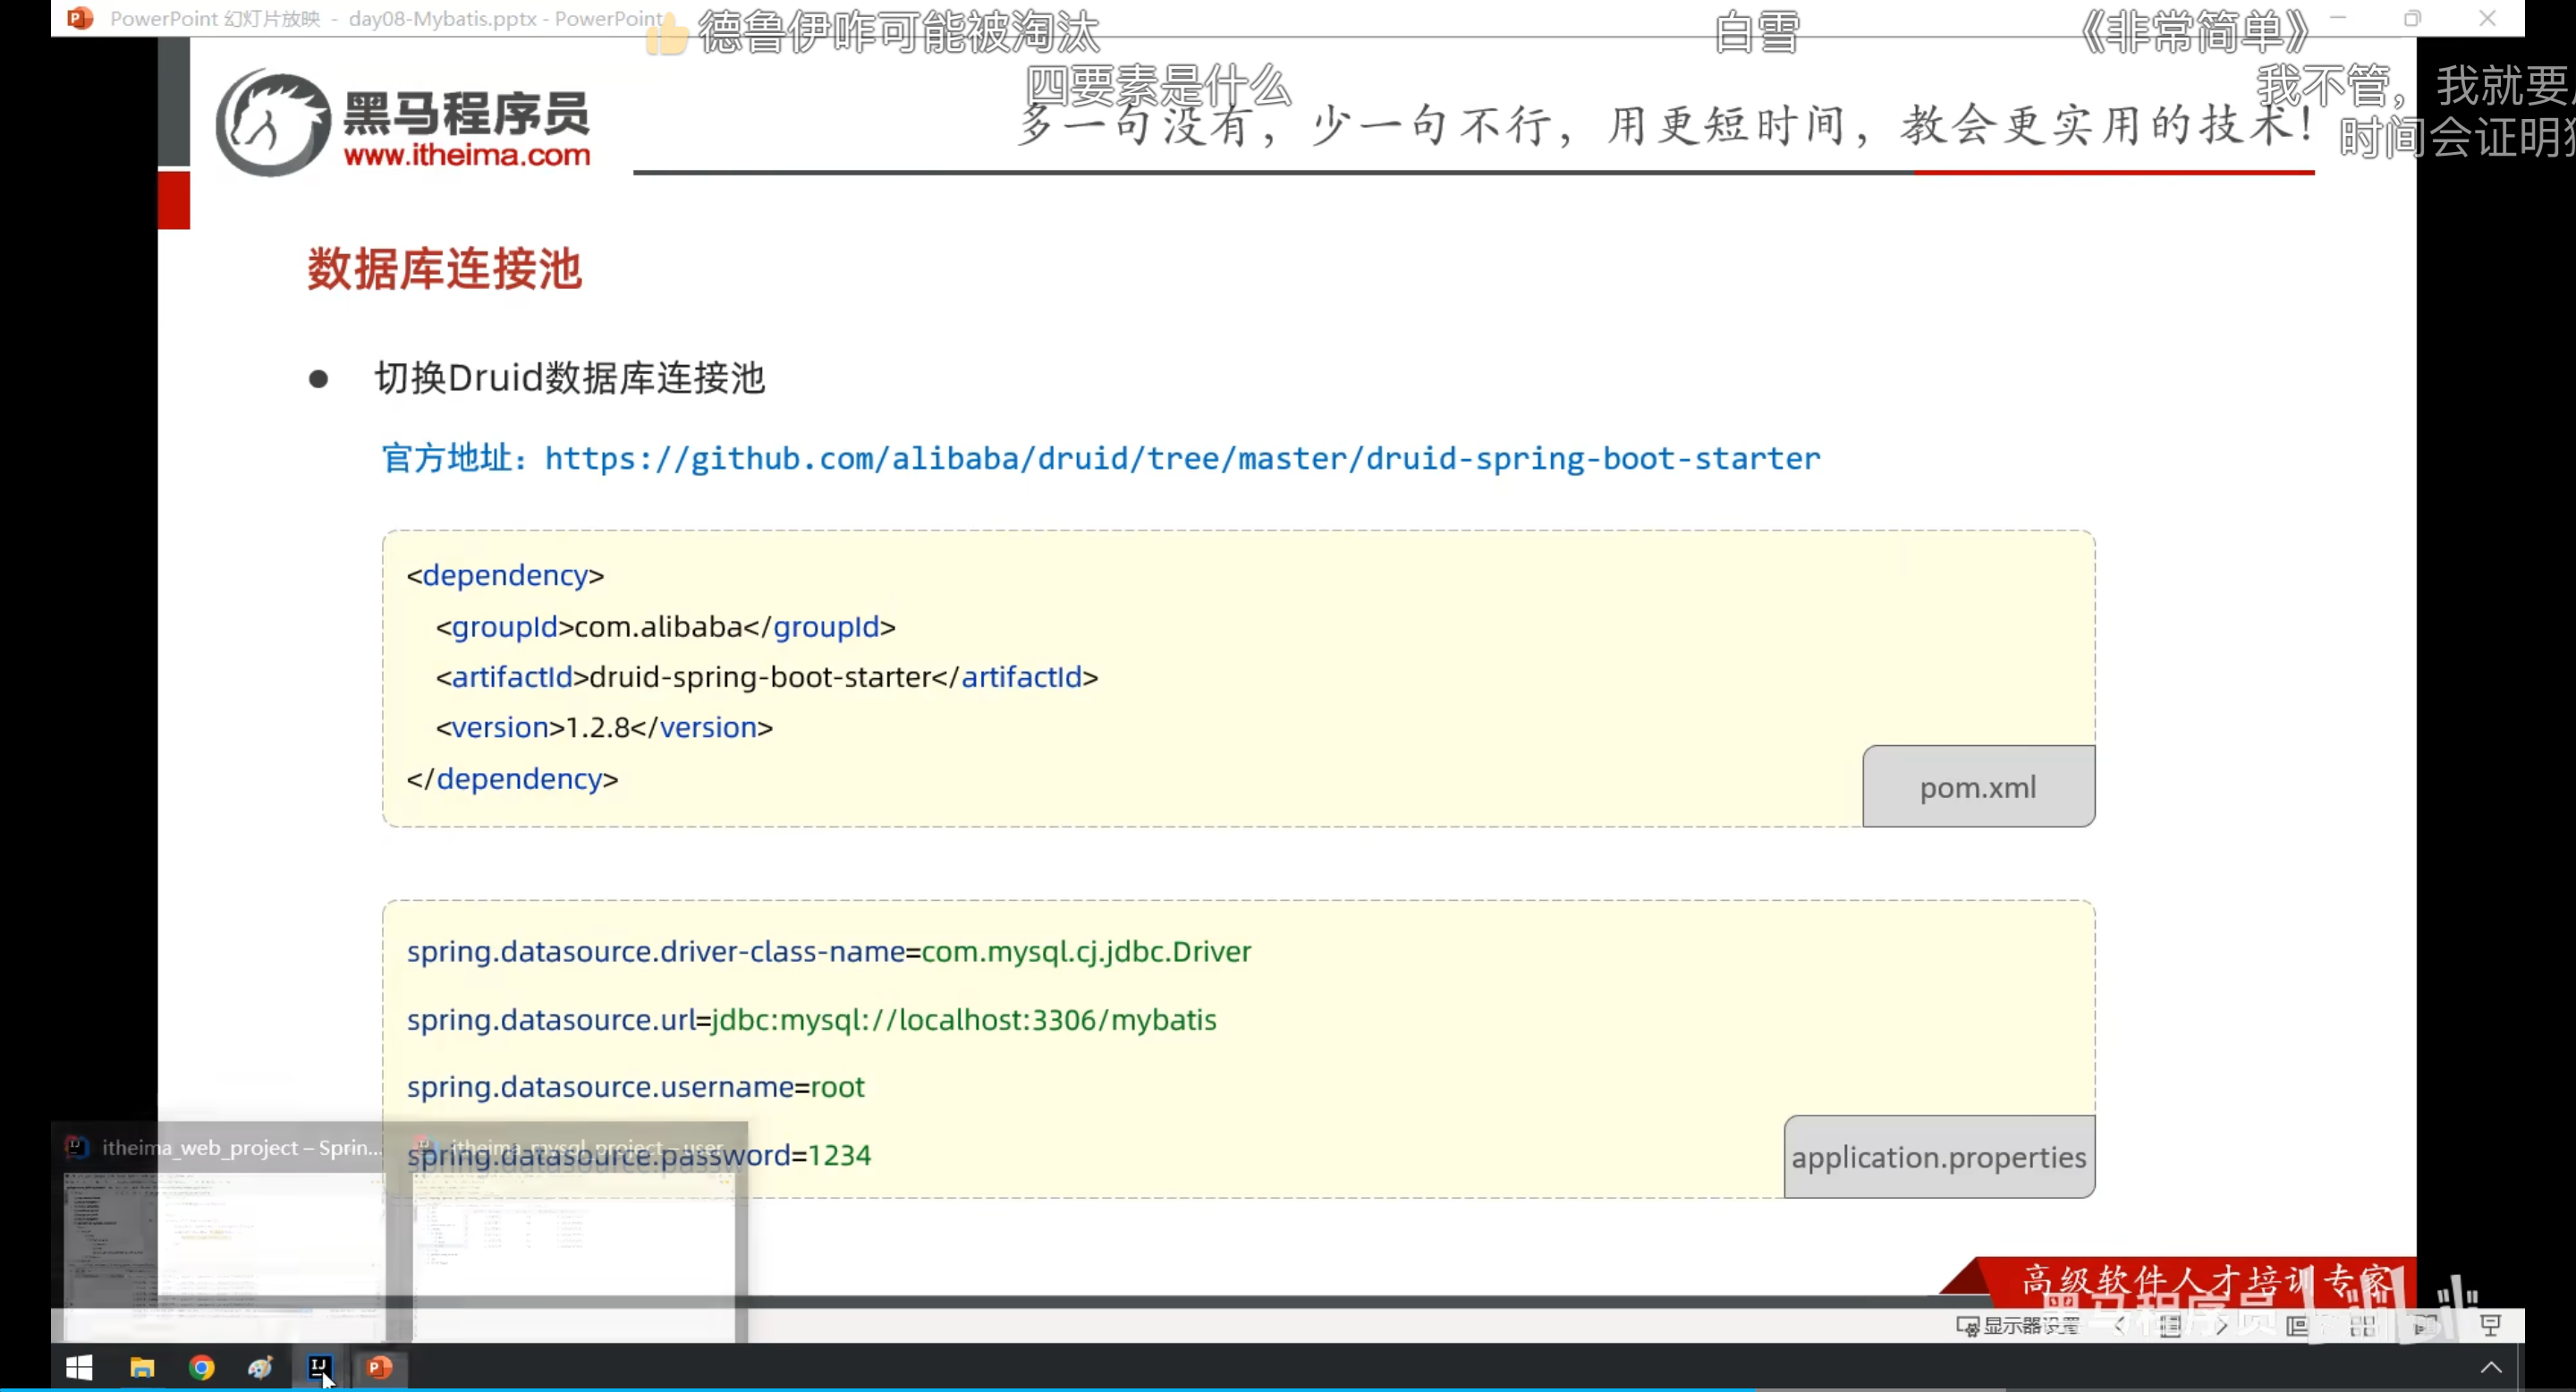 PowerPoint 幻灯片放映 - day08-Mybatis.pptx - PowerPoint
德鲁伊咋可能被淘汰
白雪
《非常简单》
四要素是什么
我不管，我就要
黑马程序员
www.itheima.com
多一句没有，少一句不行，用更短时间，教会更实用的技术！
时间会证明
数据库连接池
● 切换Druid数据库连接池
官方地址：https://github.com/alibaba/druid/tree/master/druid-spring-boot-starter
<dependency>
<groupId>com.alibaba</groupId>
<artifactId>druid-spring-boot-starter</artifactId>
<version>1.2.8</version>
</dependency>
pom.xml
spring.datasource.driver-class-name=com.mysql.cj.jdbc.Driver
spring.datasource.url=jdbc:mysql://localhost:3306/mybatis
spring.datasource.username=root
itheima_web_project – Sprin...
itheima_mysql_project – user
spring.datasource.password=1234
application.properties
高级软件人才培训专家
黑马程序员
显示器设置